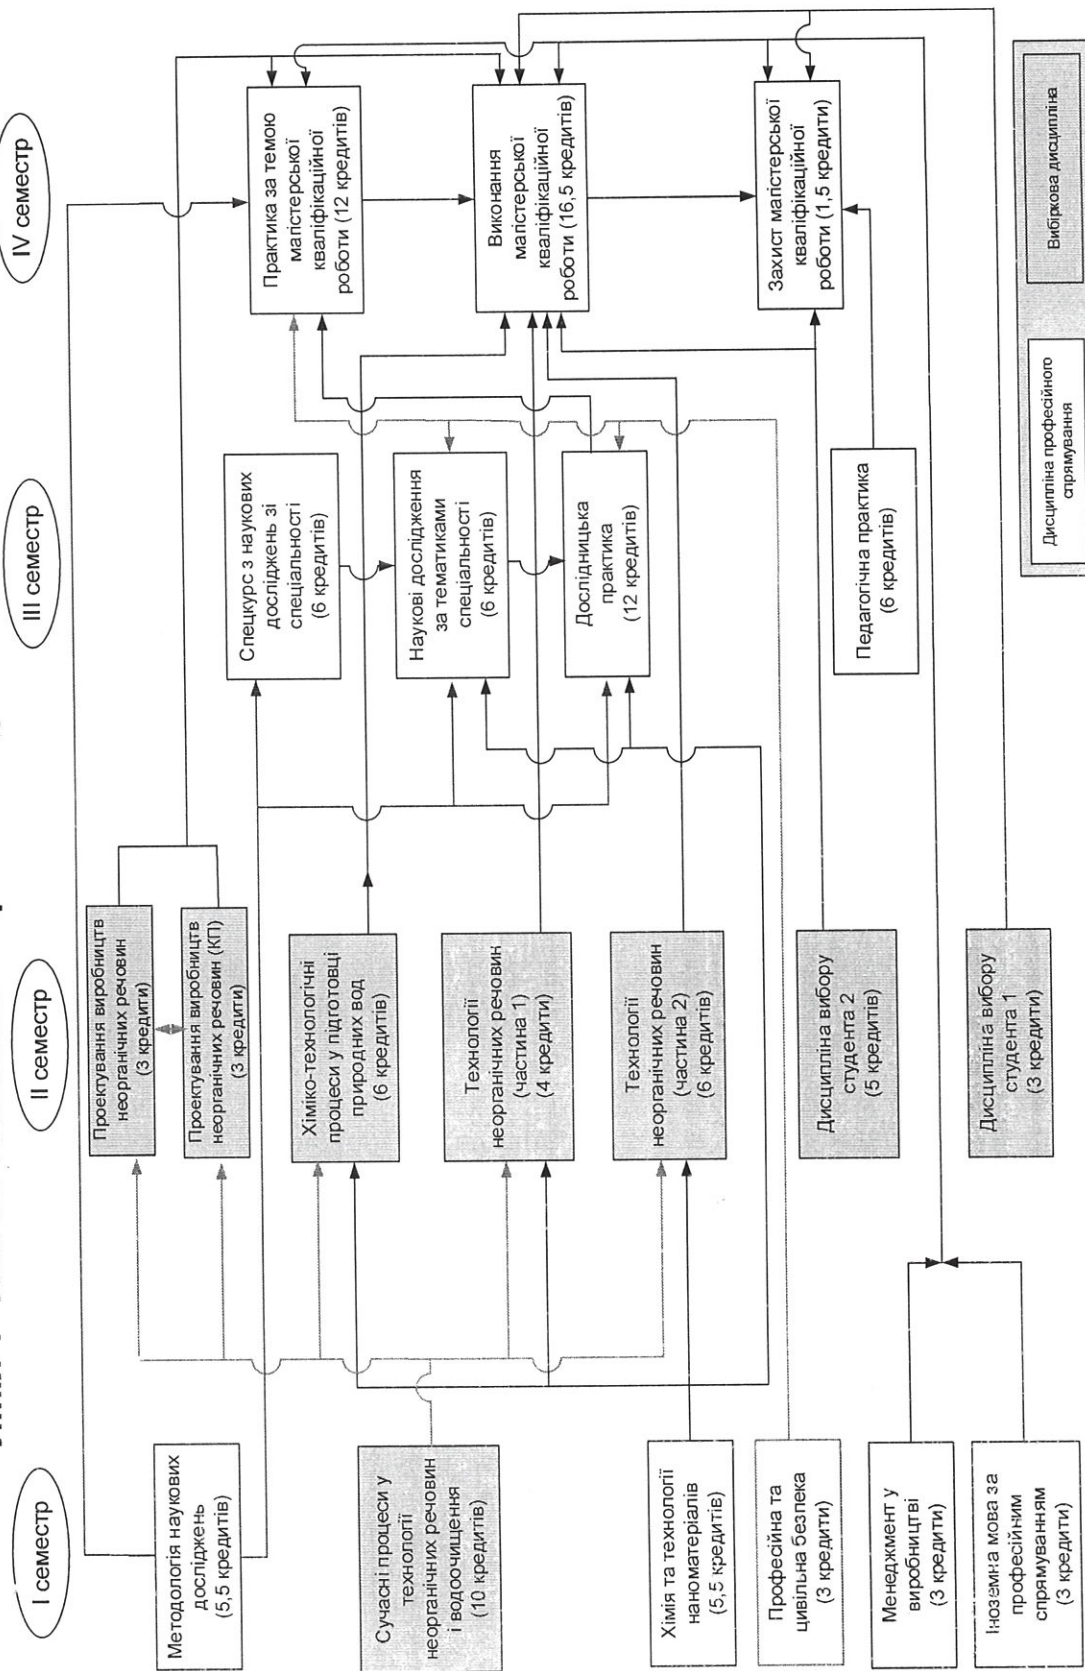 I семестр
II семестр
III семестр
IV семестр
Методологія наукових
досліджень
(5,5 кредитів)
Сучасні процеси у
технології
неорганічних речовин
і водоочищення
(10 кредитів)
Хімія та технології
наноматеріалів
(5,5 кредитів)
Професійна та
цивільна безпека
(3 кредити)
Менеджмент у
виробництві
(3 кредити)
Іноземна мова за
професійним
спрямуванням
(3 кредити)
Проектування виробництв
неорганічних речовин
(3 кредити)
Проектування виробництв
неорганічних речовин (КП)
(3 кредити)
Хіміко-технологічні
процеси у підготовці
природних вод
(6 кредитів)
Технології
неорганічних речовин
(частина 1)
(4 кредити)
Технології
неорганічних речовин
(частина 2)
(6 кредитів)
Дисципліна вибору
студента 2
(5 кредитів)
Дисципліна вибору
студента 1
(3 кредити)
Спецкурс з наукових
досліджень зі
спеціальності
(6 кредитів)
Наукові дослідження
за тематиками
спеціальності
(6 кредитів)
Дослідницька
практика
(12 кредитів)
Педагогічна практика
(6 кредитів)
Практика за темою
магістерської
кваліфікаційної
роботи (12 кредитів)
Виконання
магістерської
кваліфікаційної
роботи (16,5 кредитів)
Захист магістерської
кваліфікаційної
роботи (1,5 кредити)
Дисципліна професійного
спрямування
Вибіркова дисципліна